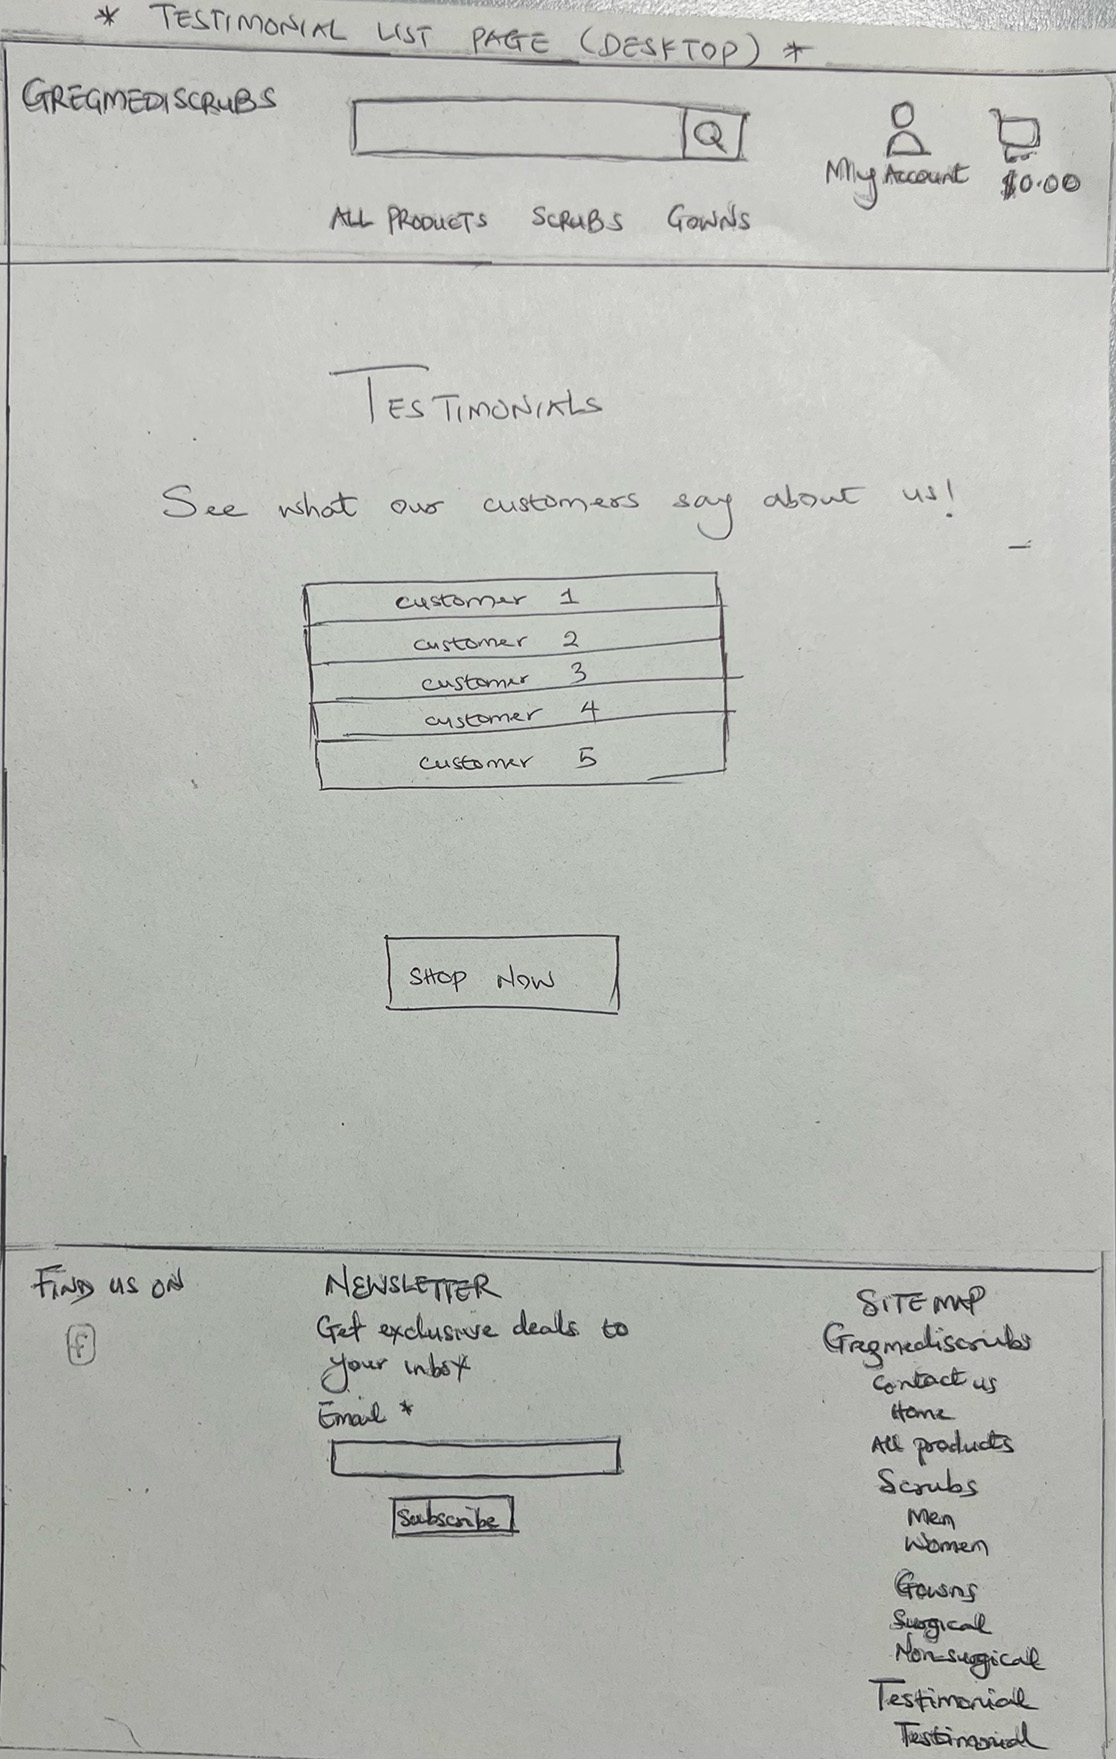 * TESTIMONIAL LIST PAGE (DESKTOP) *
GREGMEDISCRUBS
My Account
$0.00
ALL PRODUCTS SCRUBS GOWNS
TESTIMONIALS
See what our customers say about us!
customer 1
customer 2
customer 3
customer 4
customer 5
SHOP NOW
FIND US ON
f
NEWSLETTER
Get exclusive deals to
your inbox
Email *
Subscribe
SITEMAP
Gregmediscrubs
Contact us
Home
All products
Scrubs
Men
Women
Gowns
Surgical
Non-surgical
Testimonial
Testimonial